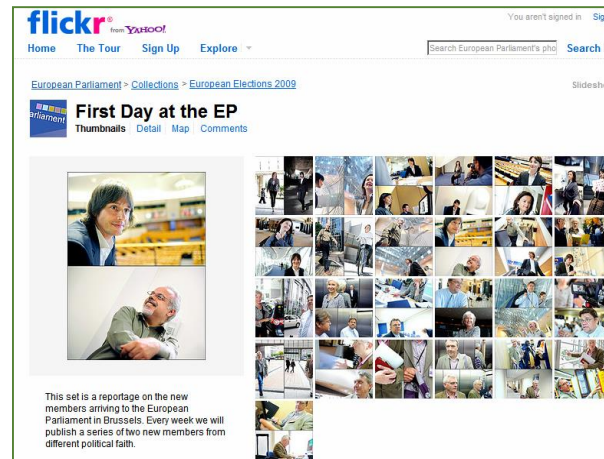 flickr from YAHOO!
You aren't signed in Sig
Home The Tour Sign Up Explore
Search European Parliament's pho Search
European Parliament > Collections > European Elections 2009
Slidesho
arliament
First Day at the EP
Thumbnails Detail Map Comments
This set is a reportage on the new
members arriving to the European
Parliament in Brussels. Every week we will
publish a series of two new members from
different political faith.